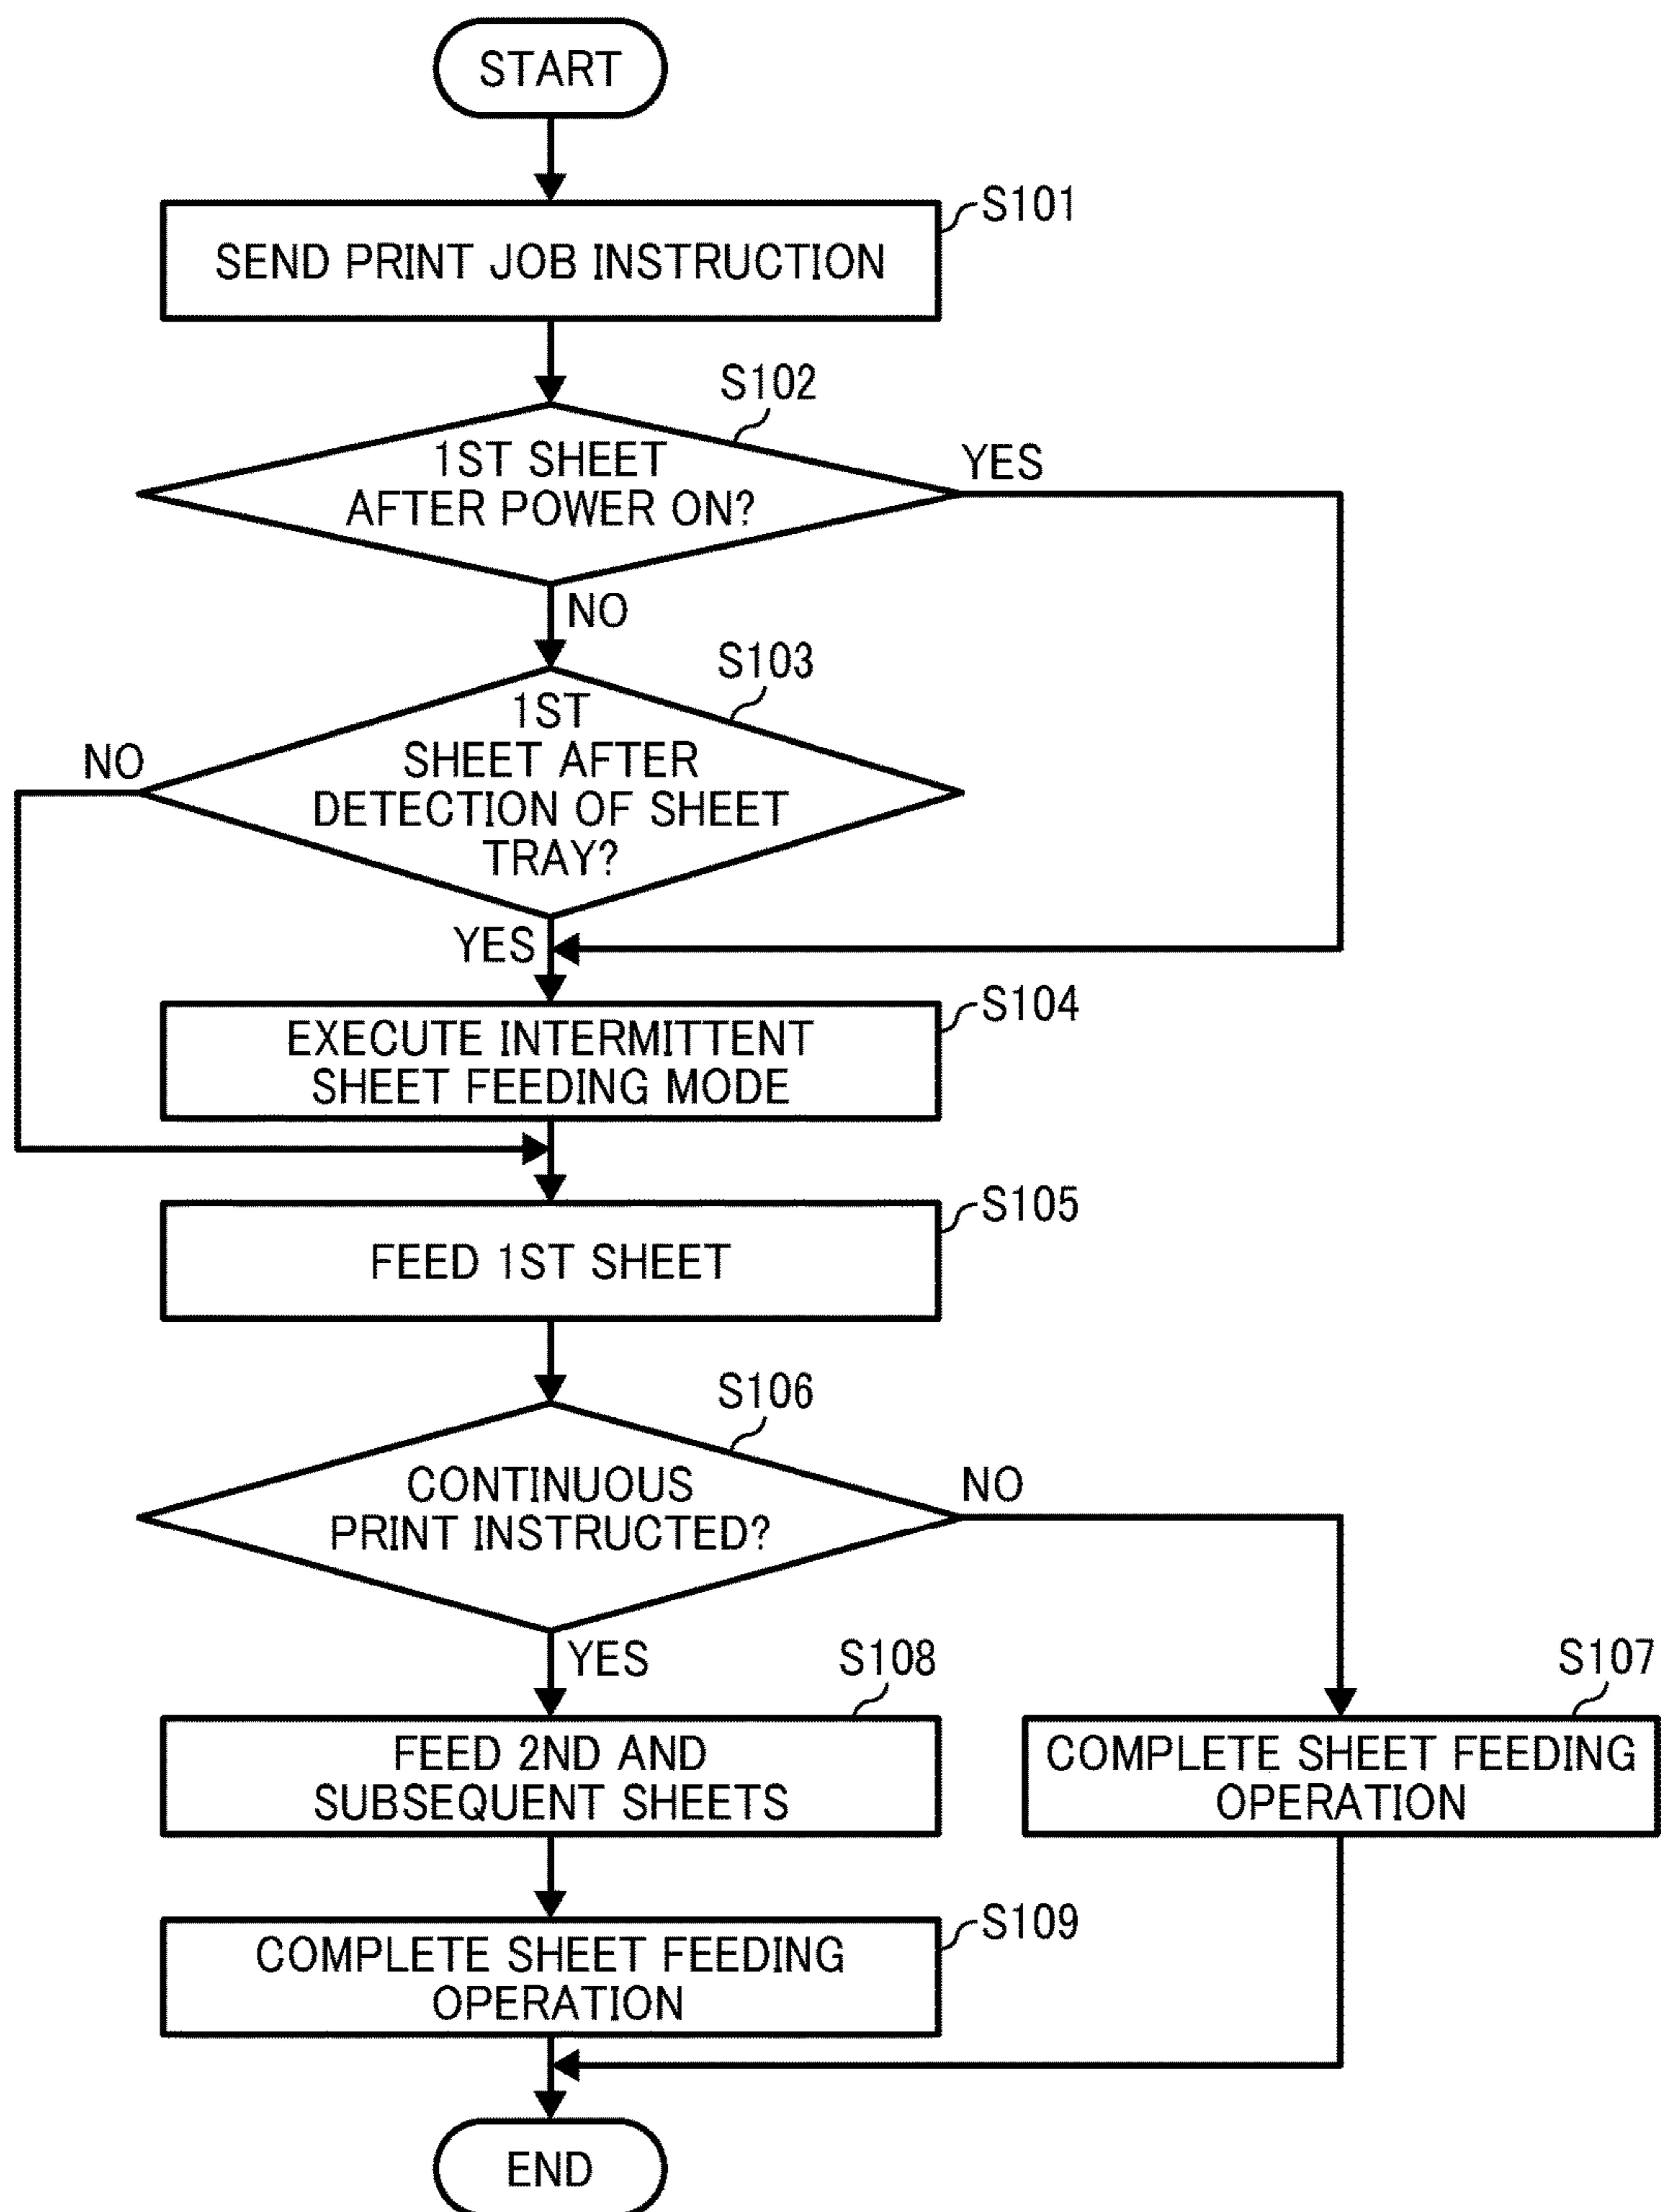 START
S101
SEND PRINT JOB INSTRUCTION
S102
1ST SHEET
AFTER POWER ON?
YES
NO
S103
1ST
SHEET AFTER
DETECTION OF SHEET
TRAY?
NO
YES
S104
EXECUTE INTERMITTENT
SHEET FEEDING MODE
S105
FEED 1ST SHEET
S106
CONTINUOUS
PRINT INSTRUCTED?
NO
YES
S108
FEED 2ND AND
SUBSEQUENT SHEETS
S107
COMPLETE SHEET FEEDING
OPERATION
S109
COMPLETE SHEET FEEDING
OPERATION
END